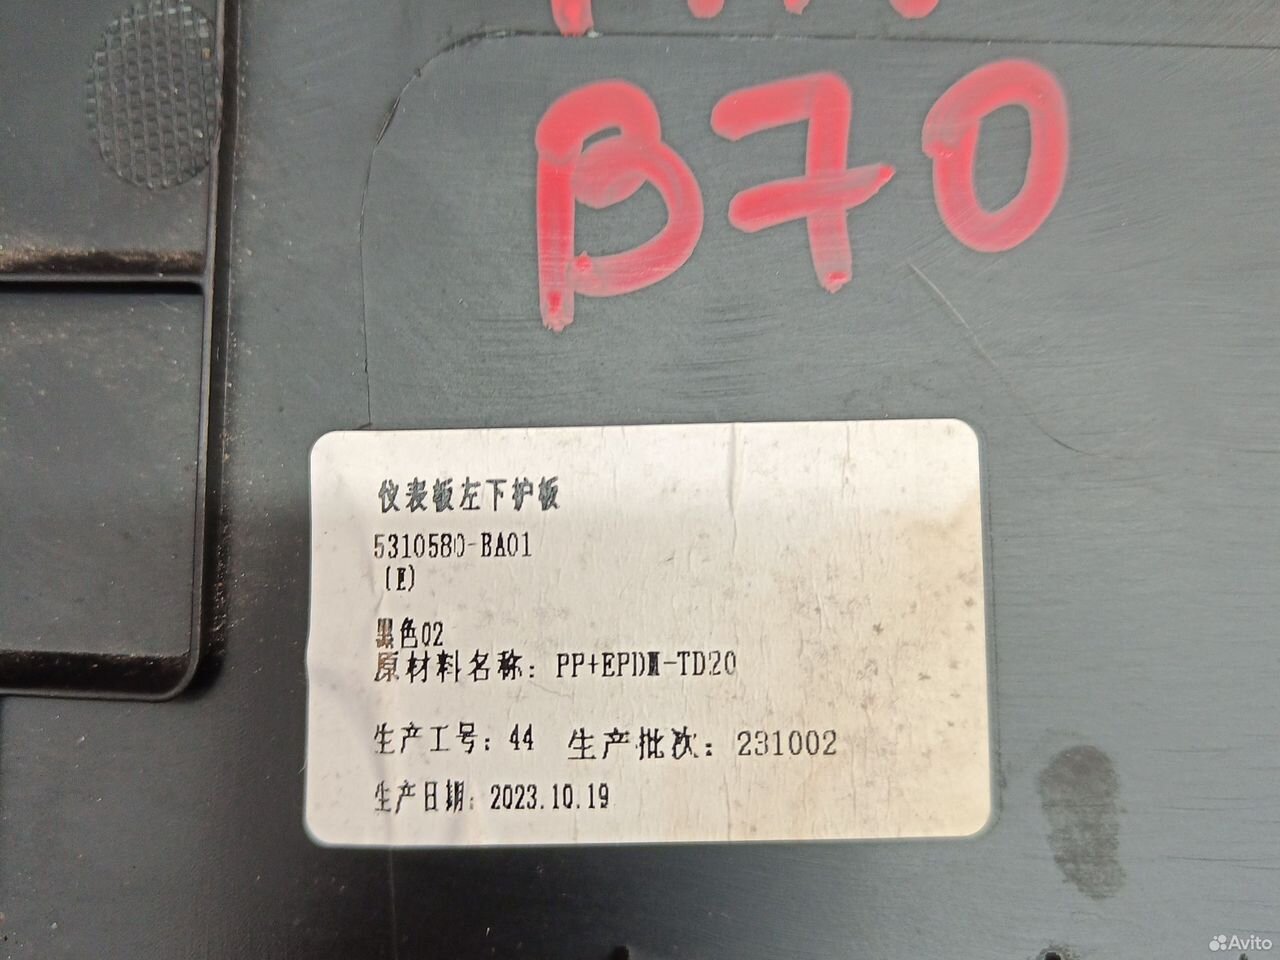 B70
仪表板左下护板
5310580-BA01
(E)
黑色02
原材料名称: PP+EPDM-TD20
生产工号: 44 生产批次: 231002
生产日期: 2023.10.19
Avito